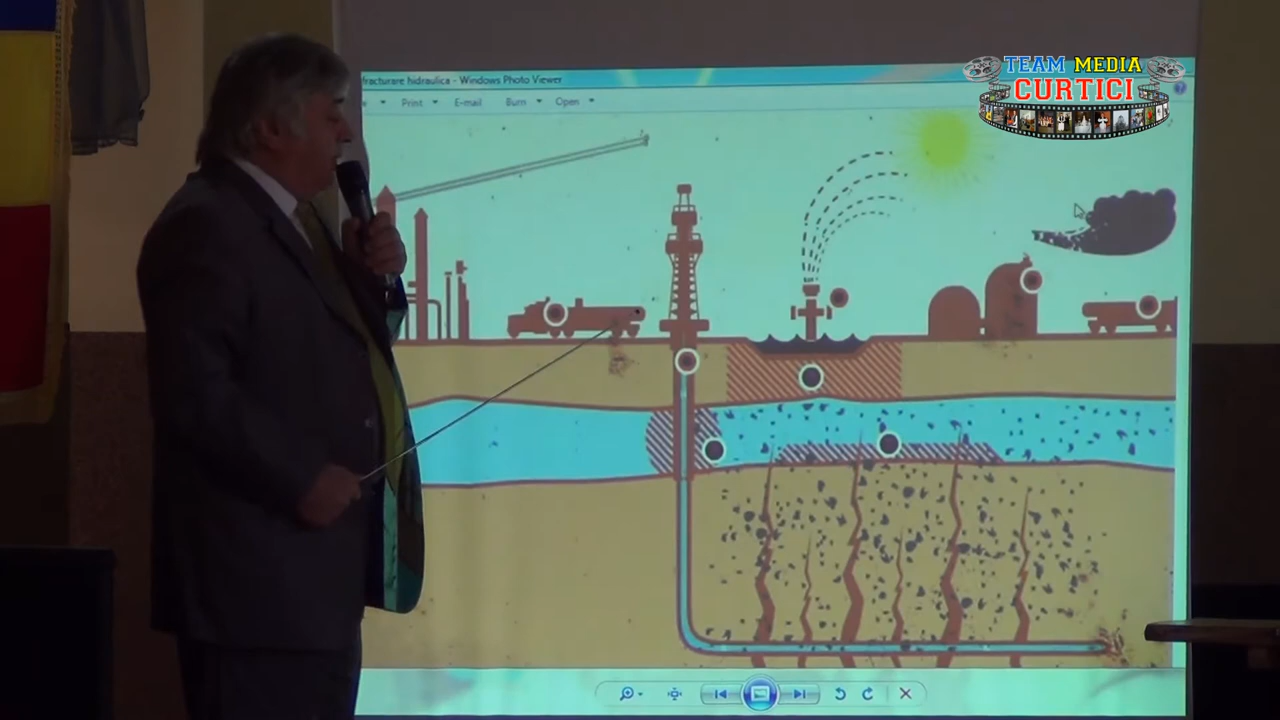 fracturare hidraulica - Windows Photo Viewer
Print E-mail Burn Open
TEAM MEDIA
CURTICI